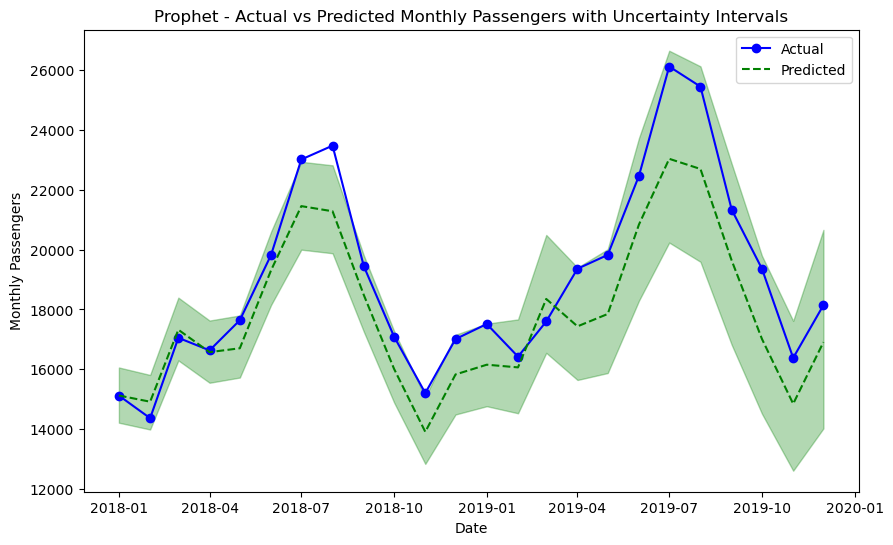 Prophet - Actual vs Predicted Monthly Passengers with Uncertainty Intervals
Actual
Predicted
Monthly Passengers
26000
24000
22000
20000
18000
16000
14000
12000
2018-01 2018-04 2018-07 2018-10 2019-01 2019-04 2019-07 2019-10 2020-01
Date